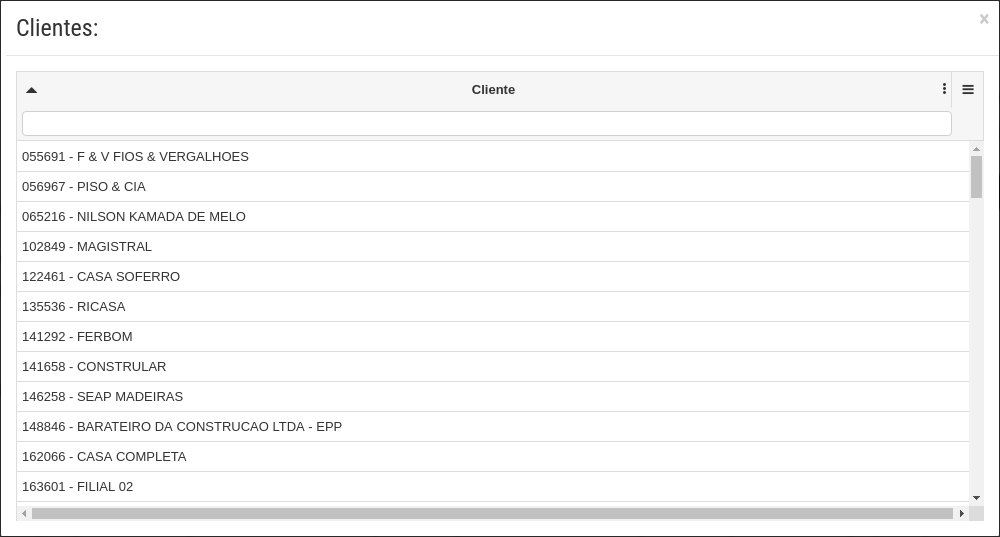 Clientes:
×
Cliente
055691 - F & V FIOS & VERGALHOES
056967 - PISO & CIA
065216 - NILSON KAMADA DE MELO
102849 - MAGISTRAL
122461 - CASA SOFERRO
135536 - RICASA
141292 - FERBOM
141658 - CONSTRULAR
146258 - SEAP MADEIRAS
148846 - BARATEIRO DA CONSTRUCAO LTDA - EPP
162066 - CASA COMPLETA
163601 - FILIAL 02